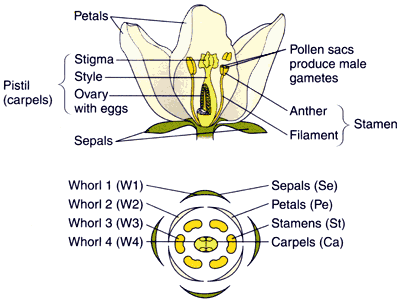 Petals
Stigma
Style
Ovary
with eggs
Pistil
(carpels)
Sepals
Pollen sacs
produce male
gametes
Anther
Filament
Stamen
Whorl 1 (W1)
Whorl 2 (W2)
Whorl 3 (W3)
Whorl 4 (W4)
Sepals (Se)
Petals (Pe)
Stamens (St)
Carpels (Ca)